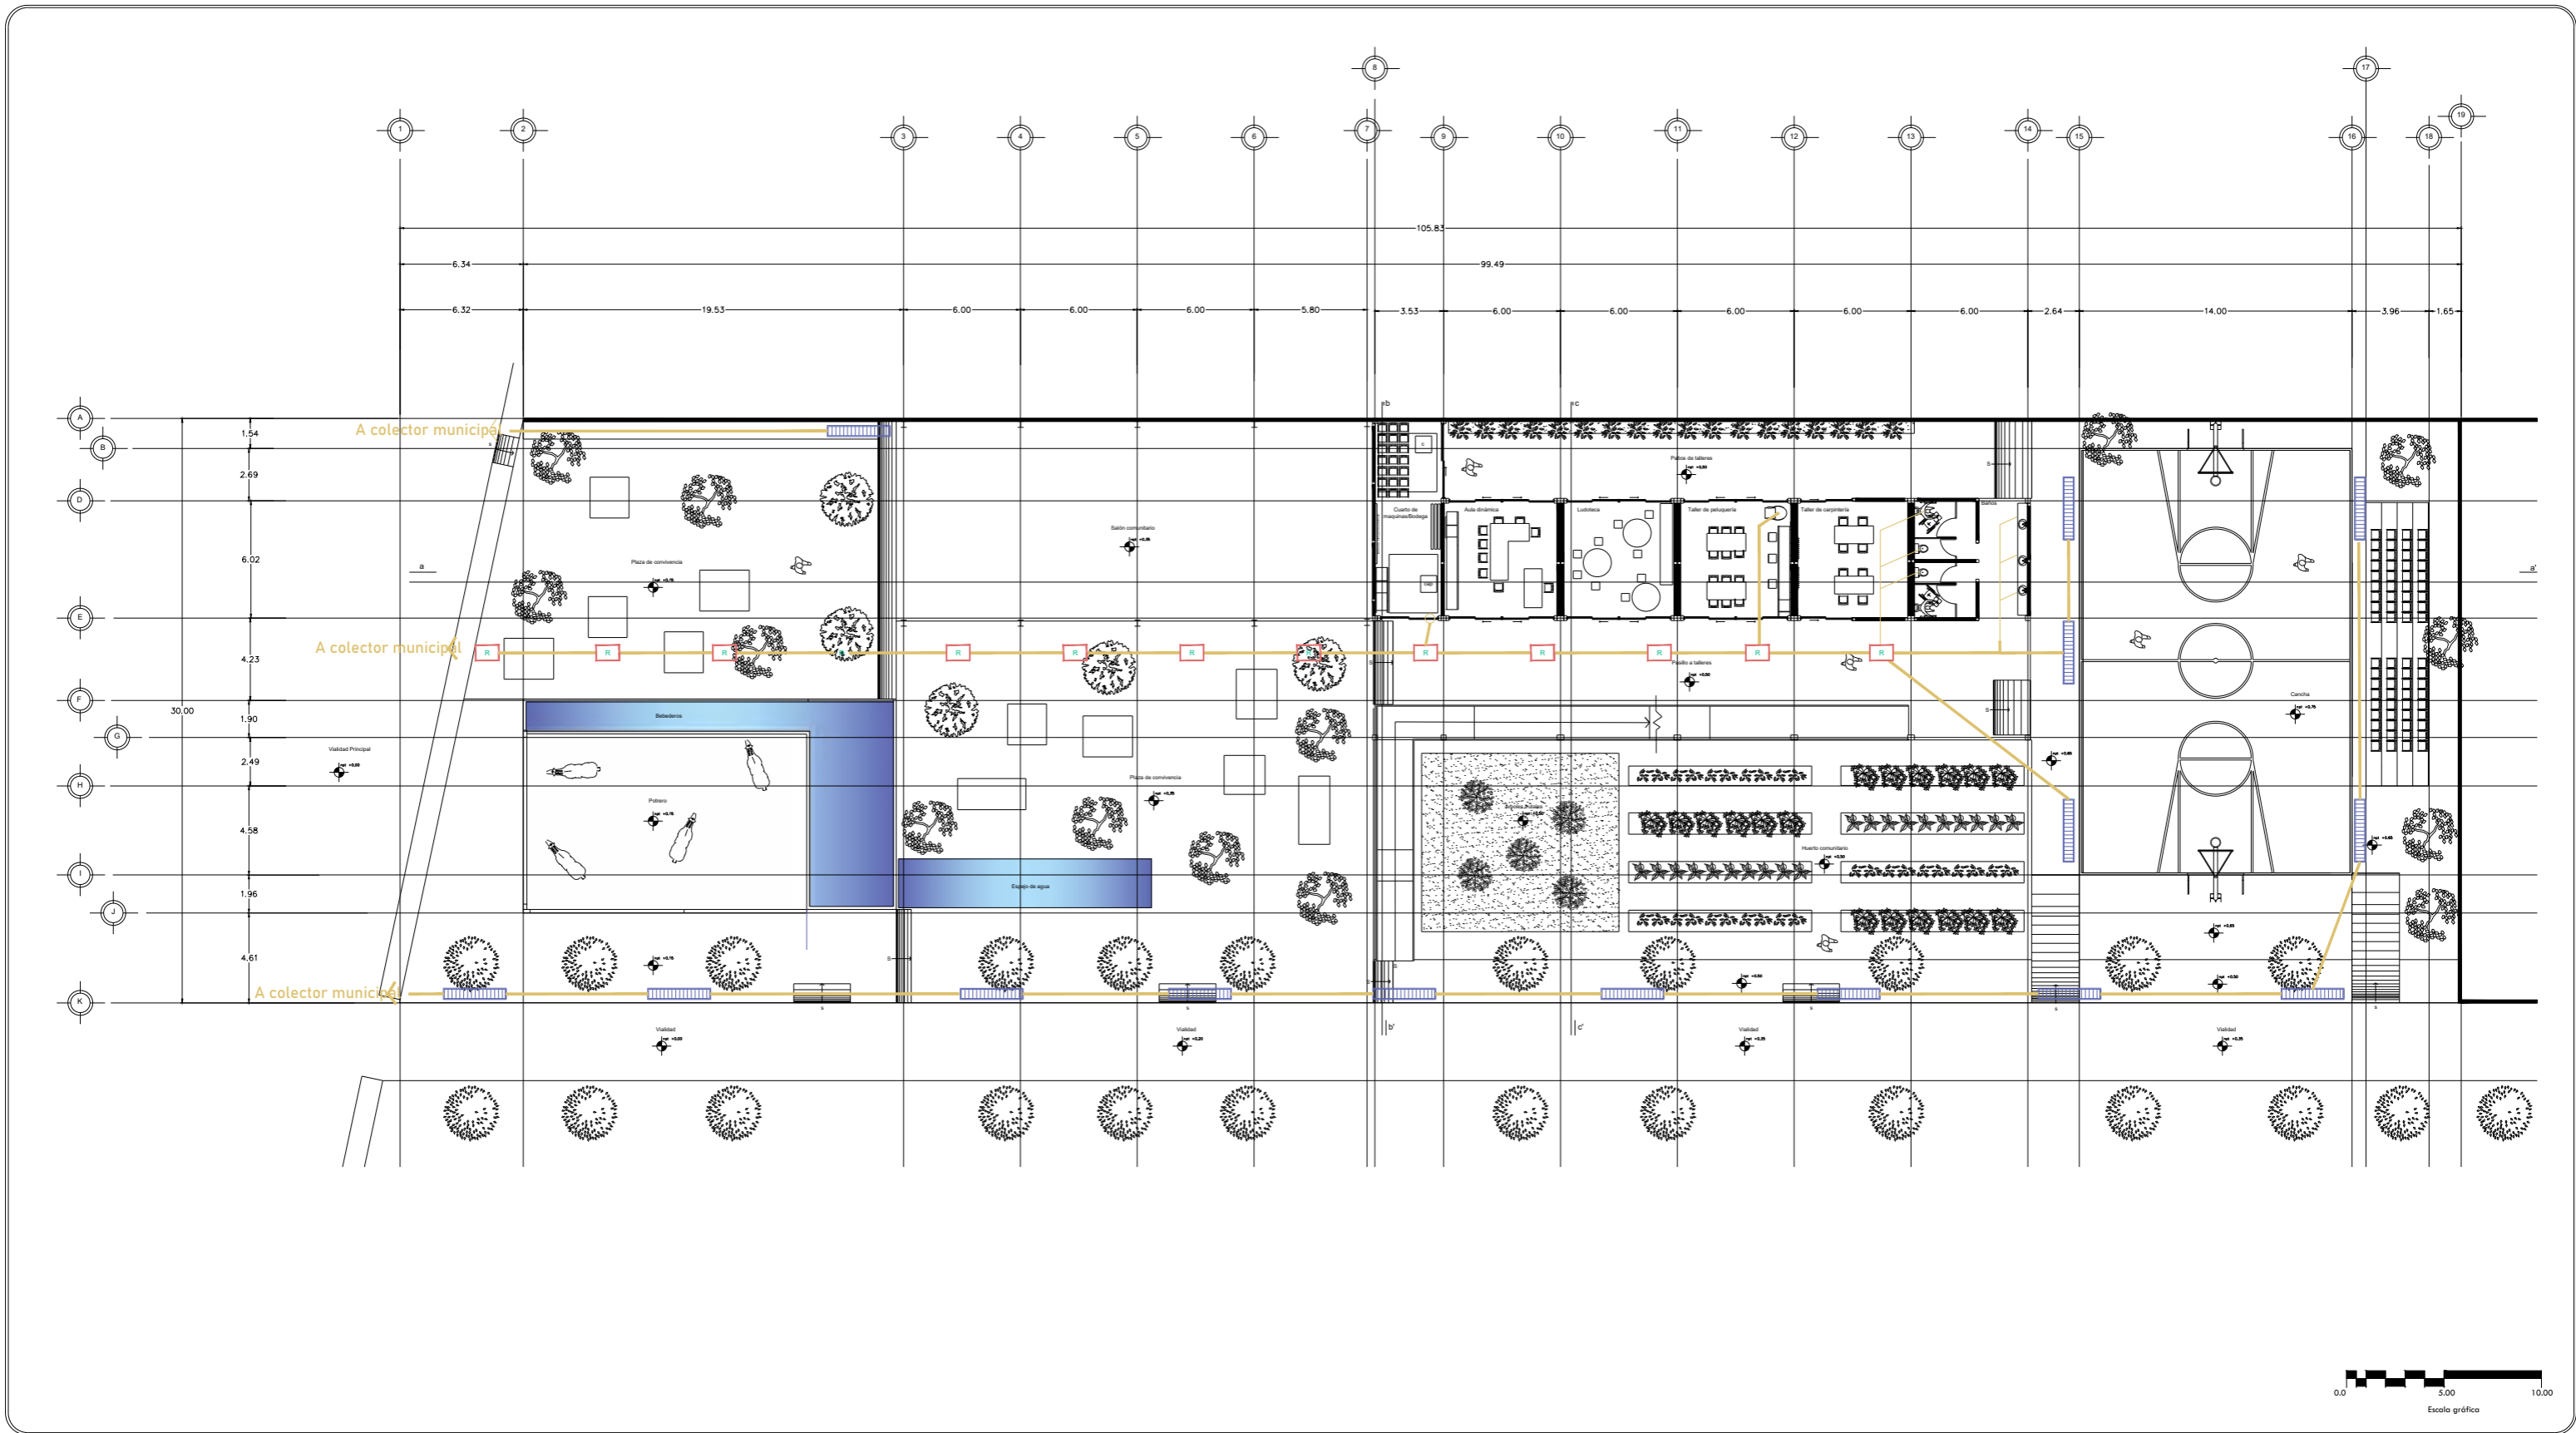 8
17
1
2
3
4
5
6
7
9
10
11
12
13
14
15
16
18
19
105.83
6.34
99.49
6.32
19.53
6.00
6.00
6.00
5.80
3.53
6.00
6.00
6.00
6.00
6.00
2.64
14.00
3.96
1.65
b
c
A
A colector municipal
1.54
B
s
c
2.69
Patios de talleres
S
D
Cuarto de
maquinas/Bodega
Aula dinámica
Ludoteca
Taller de peluquería
Taller de carpintería
Baños
Salón comunitario
6.02
Plaza de convivencia
a
a'
E
A colector municipal
R
R
R
R
R
R
R
R
R
R
R
R
R
4.23
S
Pasillo a talleres
Cancha
F
30.00
Bebederos
S
1.90
G
Vialidad Principal
2.49
Plaza de convivencia
H
Potrero
4.58
Huerto comunitario
I
Espejo de agua
1.96
J
4.61
S
S
S
A colector municipal
K
s
s
s
s
s
b'
c'
Vialidad
Vialidad
Vialidad
Vialidad
0.0
5.00
10.00
Escala gráfica